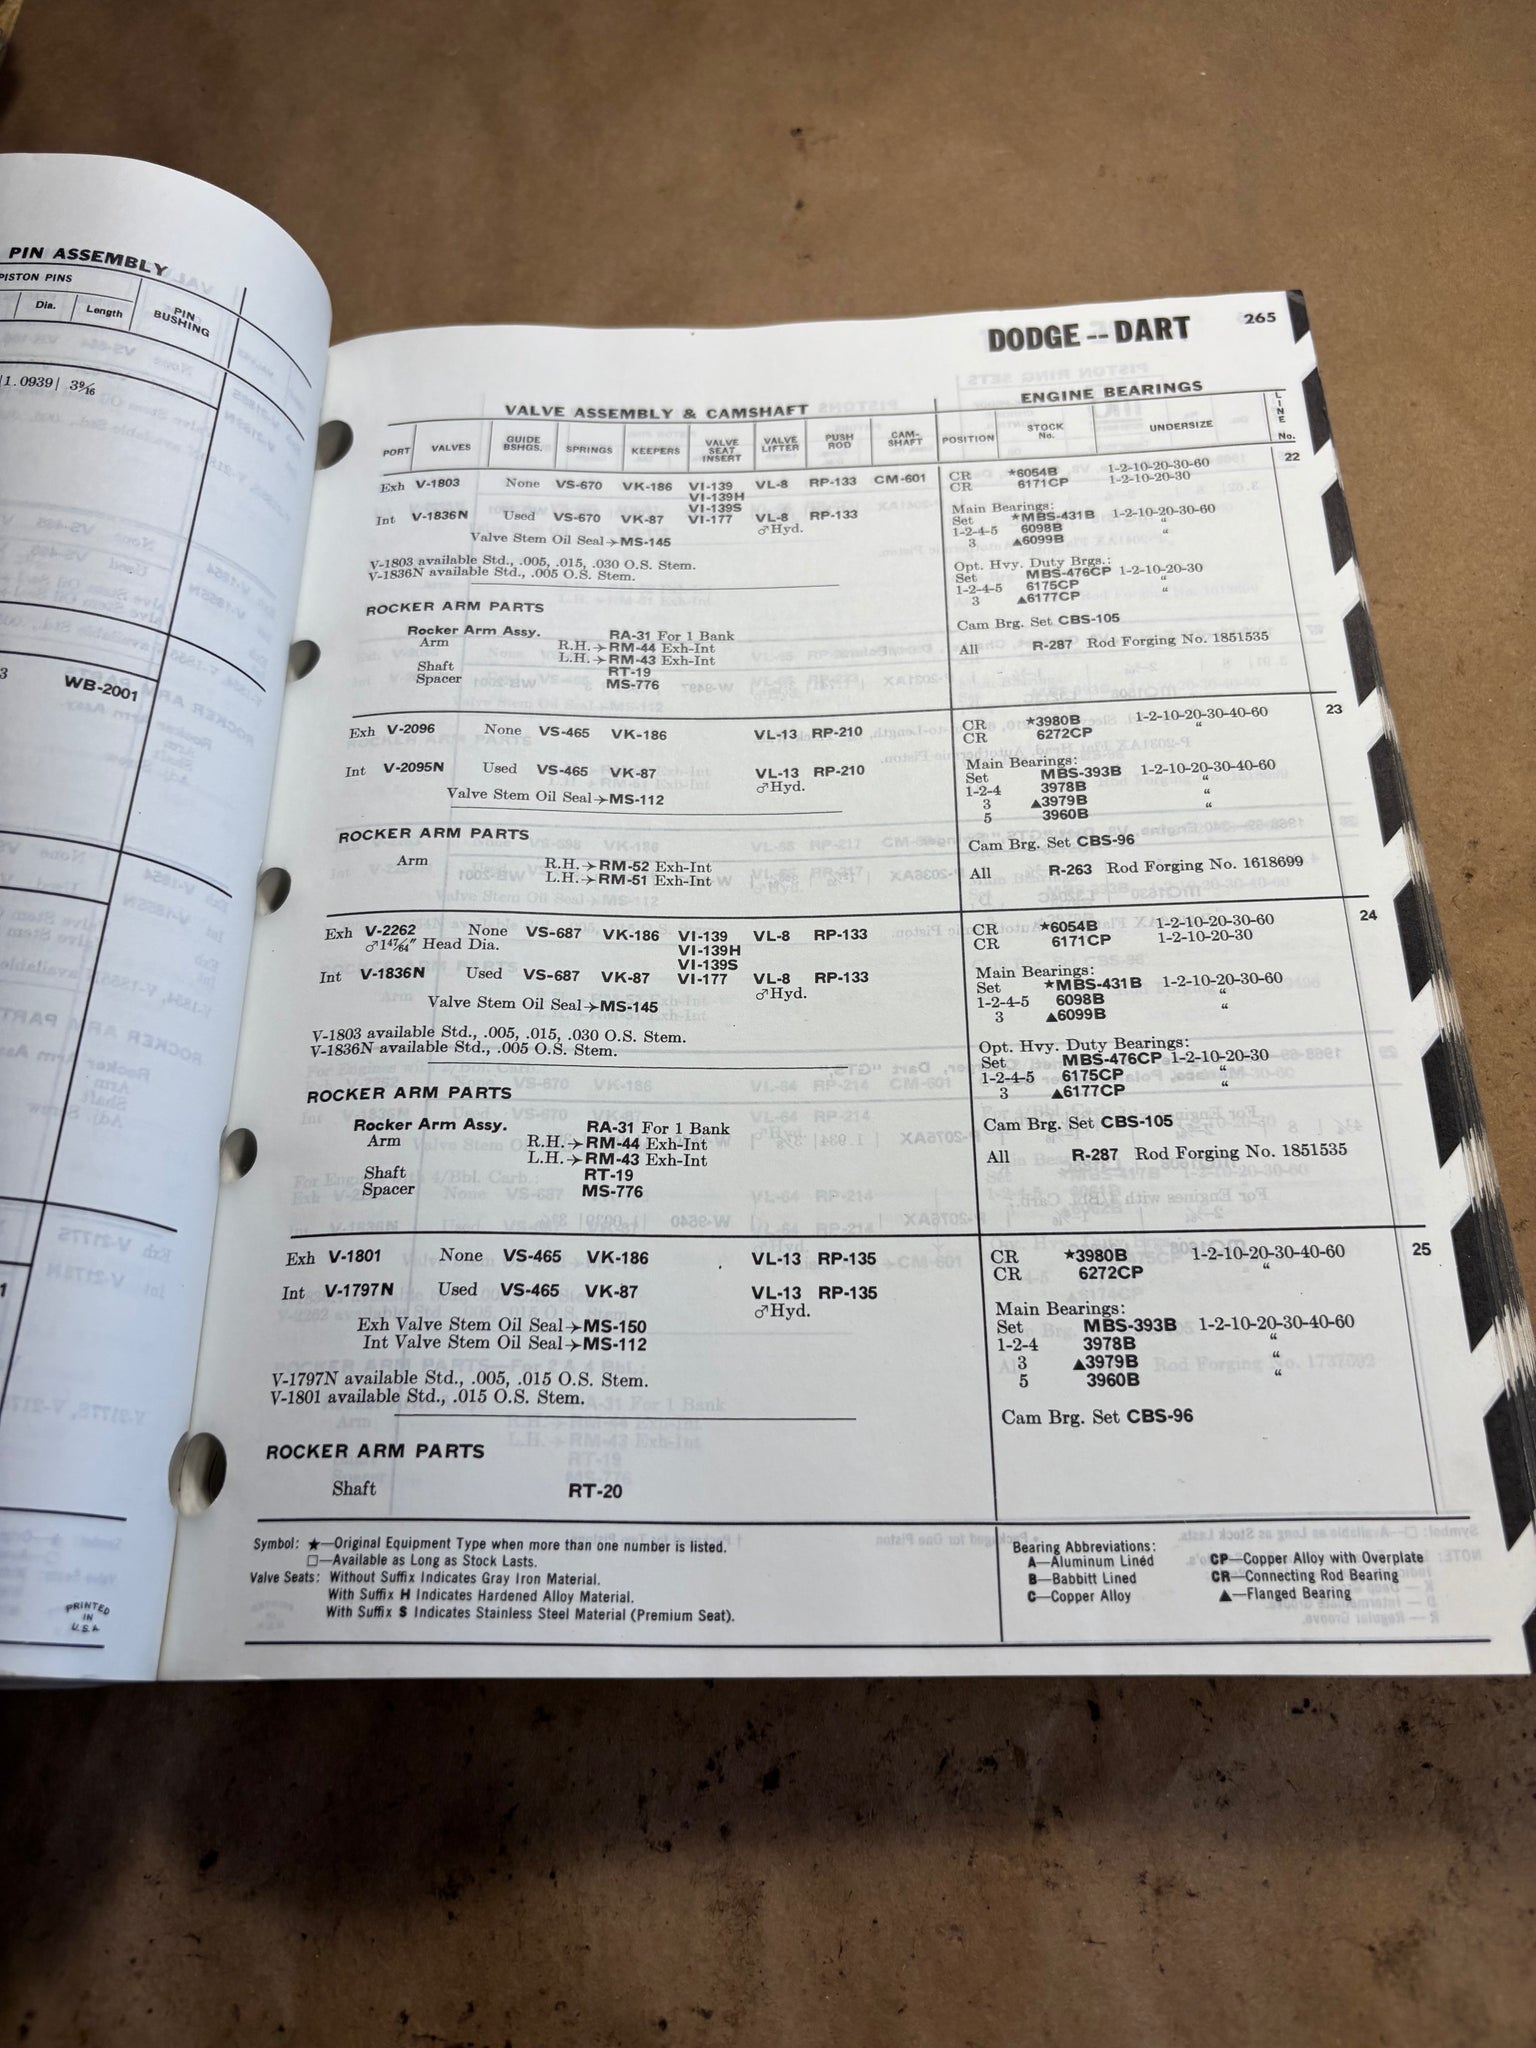 PIN ASSEMBLY
PISTON PINS
Dia. Length PIN BUSHING
1.0939 3 9/16
3 WB-2001
PRINTED IN U.S.A
DODGE -- DART 265
VALVE ASSEMBLY & CAMSHAFT ENGINE BEARINGS LINE No.
PORT VALVES GUIDE BSHGS. SPRINGS KEEPERS VALVE SEAT INSERT VALVE LIFTER PUSH ROD CAM-SHAFT POSITION STOCK No. UNDERSIZE
Exh V-1803 None VS-670 VK-186 VI-139 VL-8 RP-133 CM-601 CR ★6054B 1-2-10-20-30-60 22
VI-139H CR 6171CP 1-2-10-20-30
VI-139S Main Bearings:
Int V-1836N Used VS-670 VK-87 VI-177 VL-8 RP-133 Set ★MBS-431B 1-2-10-20-30-60
♂Hyd. 1-2-4-5 6098B "
Valve Stem Oil Seal→MS-145 3 ▲6099B "
V-1803 available Std., .005, .015, .030 O.S. Stem. Opt. Hvy. Duty Brgs.:
V-1836N available Std., .005 O.S. Stem. Set MBS-476CP 1-2-10-20-30
1-2-4-5 6175CP "
ROCKER ARM PARTS 3 ▲6177CP "
Rocker Arm Assy. RA-31 For 1 Bank Cam Brg. Set CBS-105
Arm R.H.→RM-44 Exh-Int All R-287 Rod Forging No. 1851535
L.H.→RM-43 Exh-Int
Shaft RT-19
Spacer MS-776
Exh V-2096 None VS-465 VK-186 VL-13 RP-210 CR ★3980B 1-2-10-20-30-40-60 23
CR 6272CP "
Int V-2095N Used VS-465 VK-87 VL-13 RP-210 Main Bearings:
♂Hyd. Set MBS-393B 1-2-10-20-30-40-60
Valve Stem Oil Seal→MS-112 1-2-4 3978B "
3 ▲3979B "
5 3960B
ROCKER ARM PARTS Cam Brg. Set CBS-96
Arm R.H.→RM-52 Exh-Int All R-263 Rod Forging No. 1618699
L.H.→RM-51 Exh-Int
Exh V-2262 None VS-687 VK-186 VI-139 VL-8 RP-133 CR ★6054B 1-2-10-20-30-60 24
♂1 47/64" Head Dia. VI-139H CR 6171CP 1-2-10-20-30
VI-139S
Int V-1836N Used VS-687 VK-87 VI-177 VL-8 RP-133 Main Bearings:
♂Hyd. Set ★MBS-431B 1-2-10-20-30-60
Valve Stem Oil Seal→MS-145 1-2-4-5 6098B "
3 ▲6099B "
V-1803 available Std., .005, .015, .030 O.S. Stem.
V-1836N available Std., .005 O.S. Stem. Opt. Hvy. Duty Bearings:
Set MBS-476CP 1-2-10-20-30
1-2-4-5 6175CP "
ROCKER ARM PARTS 3 ▲6177CP "
Rocker Arm Assy. RA-31 For 1 Bank Cam Brg. Set CBS-105
Arm R.H.→RM-44 Exh-Int
L.H.→RM-43 Exh-Int All R-287 Rod Forging No. 1851535
Shaft RT-19
Spacer MS-776
Exh V-1801 None VS-465 VK-186 VL-13 RP-135 CR ★3980B 1-2-10-20-30-40-60 25
CR 6272CP "
Int V-1797N Used VS-465 VK-87 VL-13 RP-135
♂Hyd. Main Bearings:
Exh Valve Stem Oil Seal→MS-150 Set MBS-393B 1-2-10-20-30-40-60
Int Valve Stem Oil Seal→MS-112 1-2-4 3978B "
3 ▲3979B "
V-1797N available Std., .005, .015 O.S. Stem. 5 3960B "
V-1801 available Std., .015 O.S. Stem.
Cam Brg. Set CBS-96
ROCKER ARM PARTS
Shaft RT-20
Symbol: ★—Original Equipment Type when more than one number is listed.
□—Available as Long as Stock Lasts.
Valve Seats: Without Suffix Indicates Gray Iron Material.
With Suffix H Indicates Hardened Alloy Material.
With Suffix S Indicates Stainless Steel Material (Premium Seat).
Bearing Abbreviations:
A—Aluminum Lined CP—Copper Alloy with Overplate
B—Babbitt Lined CR—Connecting Rod Bearing
C—Copper Alloy ▲—Flanged Bearing